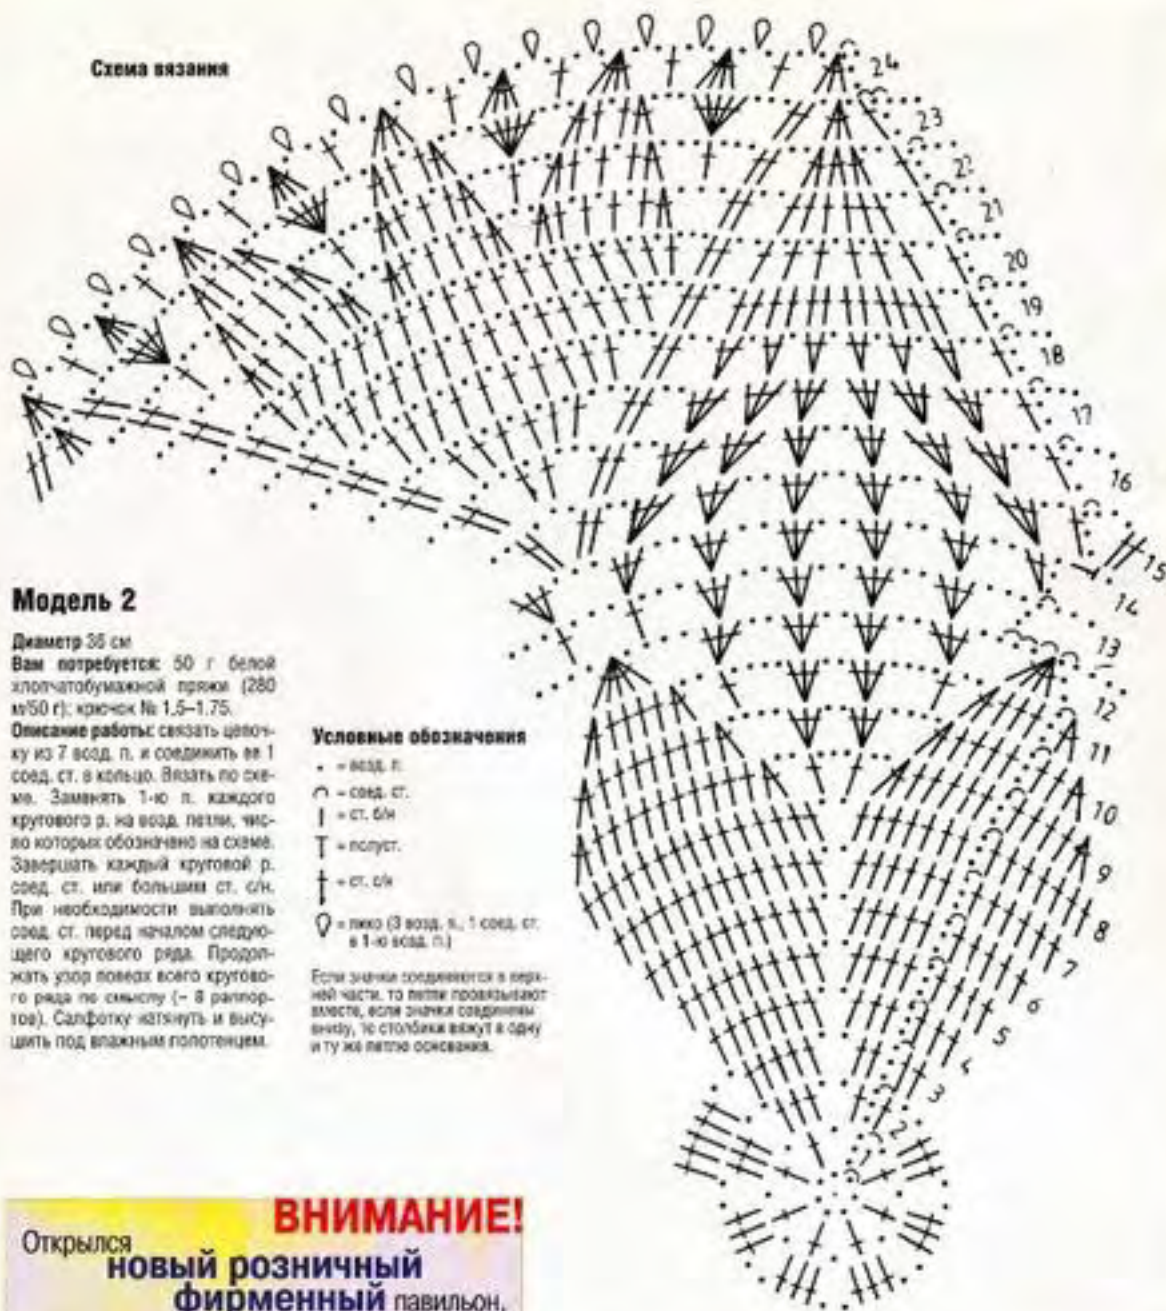 Схема вязания
24
23
22
21
20
19
18
17
16
15
14
13
12
11
10
9
8
7
6
5
4
3
2
1
Модель 2
Диаметр 36 см
Вам потребуется: 50 г белой
хлопчатобумажной пряжи (280
м/50 г); крючок № 1,5–1,75.
Описание работы: связать цепоч-
ку из 7 возд. п. и соединить ее 1
соед. ст. в кольцо. Вязать по схе-
ме. Заменять 1-ю п. каждого
кругового р. на возд. петли, чис-
ло которых обозначено на схеме.
Завершать каждый круговой р.
соед. ст. или большим ст. с/н.
При необходимости выполнять
соед. ст. перед началом следую-
щего кругового ряда. Продол-
жать узор поверх всего кругово-
го ряда по смыслу (– 8 раппор-
тов). Салфотку натянуть и высу-
шить под влажным полотенцем.
Условные обозначения
= возд. п.
= соед. ст.
= ст. б/н
= полуст.
= ст. с/н
= пико (3 возд. п., 1 соед. ст.
в 1-ю возд. п.)
Если значки соединяются в верх-
ней части, то петли провязывают
вместе, если значки соединены
внизу, то столбики вяжут в одну
и ту же петлю основания.
ВНИМАНИЕ!
Открылся
новый розничный
фирменный павильон,